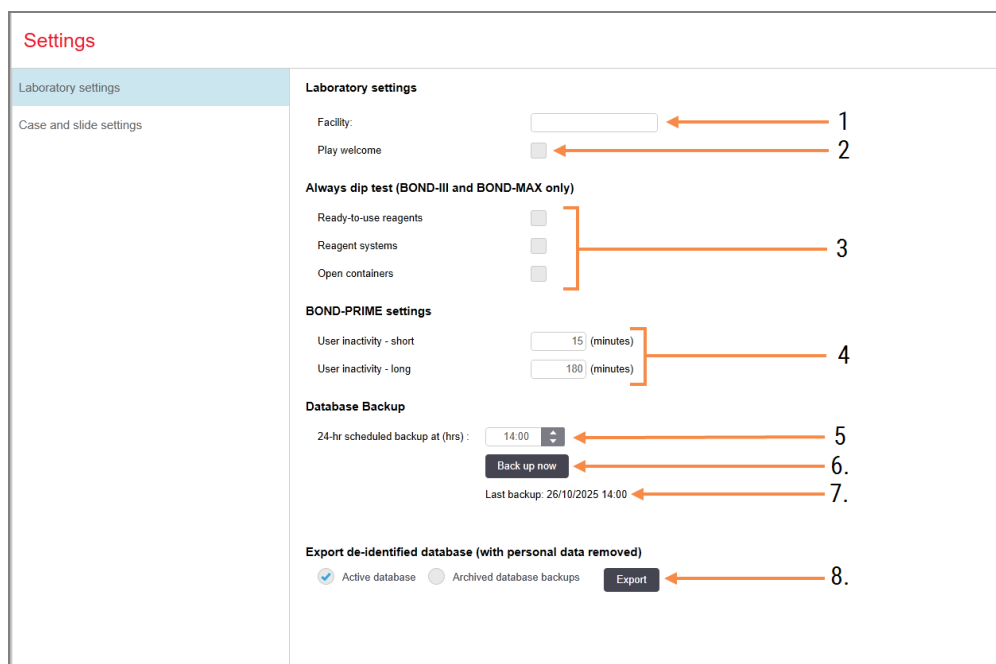 Settings
Laboratory settings
Case and slide settings
Laboratory settings
Facility: 1
Play welcome 2
Always dip test (BOND-III and BOND-MAX only)
Ready-to-use reagents
Reagent systems 3
Open containers
BOND-PRIME settings
User inactivity - short 15 (minutes)
4
User inactivity - long 180 (minutes)
Database Backup
24-hr scheduled backup at (hrs) : 14:00 5
Back up now 6.
Last backup: 26/10/2025 14:00 7.
Export de-identified database (with personal data removed)
Active database Archived database backups Export 8.